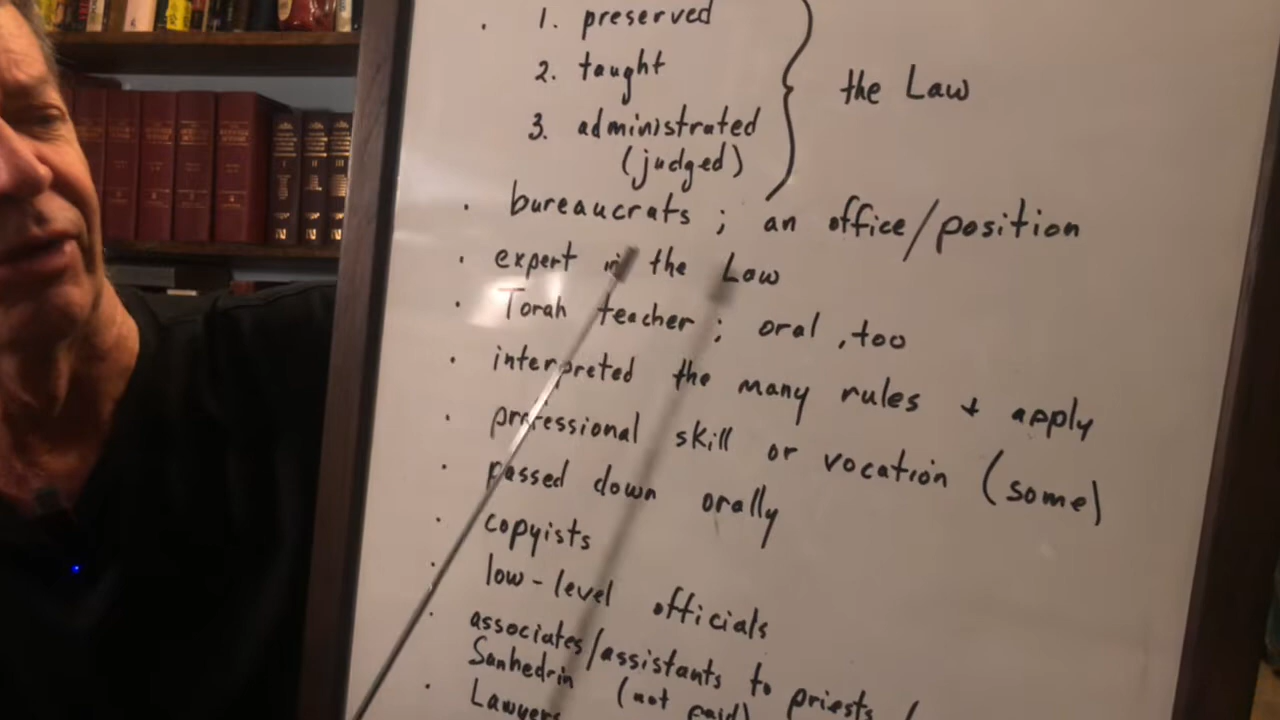 1. preserved
2. taught
3. administrated
(judged)
} the Law
· bureaucrats ; an office/position
· expert in the Law
· Torah teacher ; oral, too
· interpreted the many rules + apply
· professional skill or vocation (some)
· passed down orally
· copyists
· low-level officials
· associates/assistants to priests /
Sanhedrin (not paid)
· Lawyers